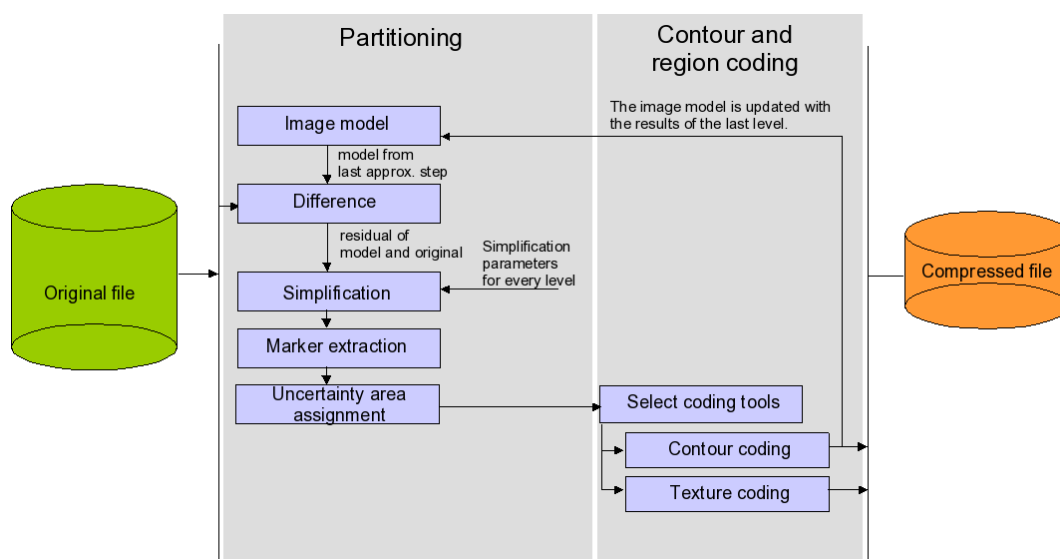 Partitioning
Contour and
region coding
The image model is updated with
the results of the last level.
Image model
model from
last approx. step
Difference
residual of
model and original
Simplification
parameters
for every level
Original file
Simplification
Compressed file
Marker extraction
Uncertainty area
assignment
Select coding tools
Contour coding
Texture coding